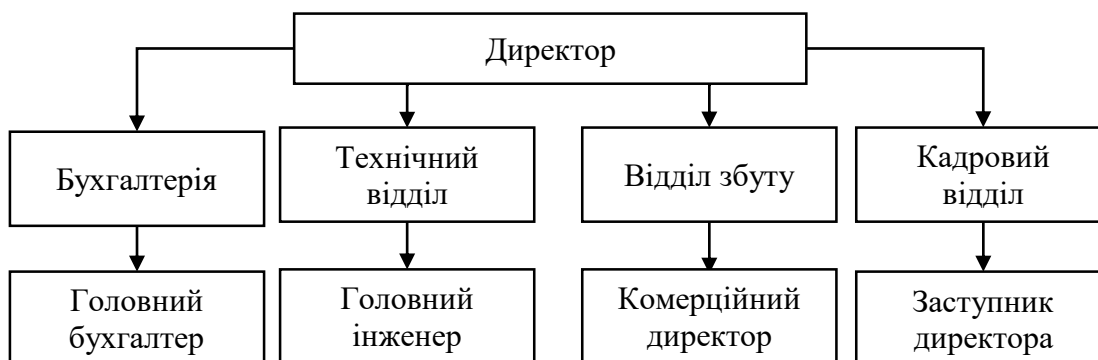 Директор
Бухгалтерія
Технічний
відділ
Відділ збуту
Кадровий
відділ
Головний
бухгалтер
Головний
інженер
Комерційний
директор
Заступник
директора